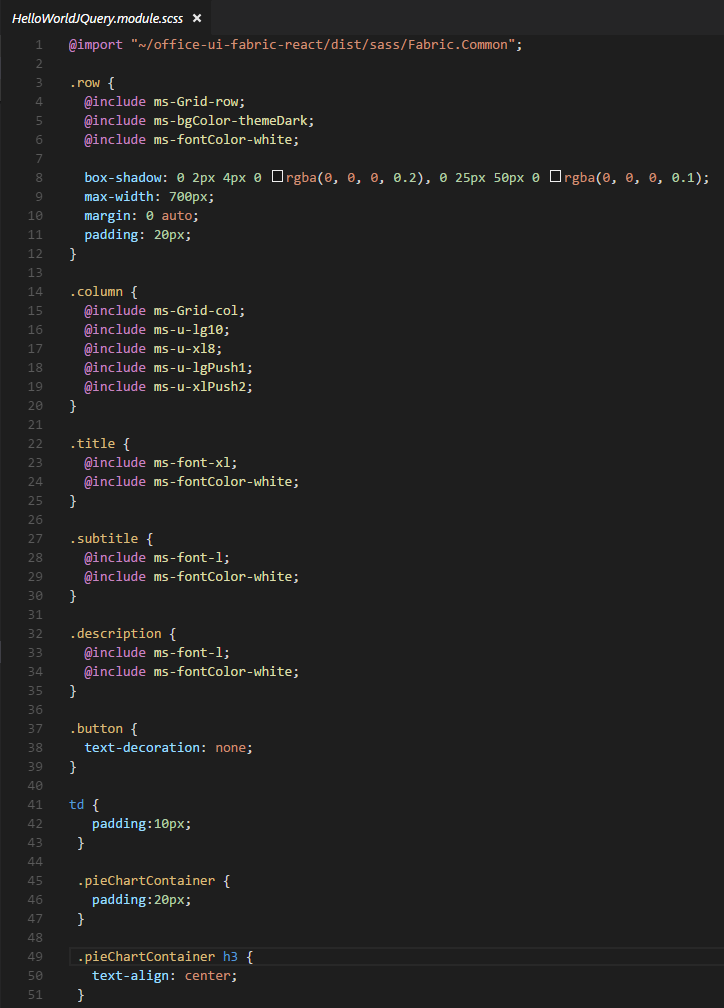 HelloWorldJQuery.module.scss ×
1 @import "~/office-ui-fabric-react/dist/sass/Fabric.Common";
2
3 .row {
4   @include ms-Grid-row;
5   @include ms-bgColor-themeDark;
6   @include ms-fontColor-white;
7
8   box-shadow: 0 2px 4px 0 rgba(0, 0, 0, 0.2), 0 25px 50px 0 rgba(0, 0, 0, 0.1);
9   max-width: 700px;
10   margin: 0 auto;
11   padding: 20px;
12 }
13
14 .column {
15   @include ms-Grid-col;
16   @include ms-u-lg10;
17   @include ms-u-xl8;
18   @include ms-u-lgPush1;
19   @include ms-u-xlPush2;
20 }
21
22 .title {
23   @include ms-font-xl;
24   @include ms-fontColor-white;
25 }
26
27 .subtitle {
28   @include ms-font-l;
29   @include ms-fontColor-white;
30 }
31
32 .description {
33   @include ms-font-l;
34   @include ms-fontColor-white;
35 }
36
37 .button {
38   text-decoration: none;
39 }
40
41 td {
42    padding:10px;
43  }
44
45  .pieChartContainer {
46    padding:20px;
47  }
48
49  .pieChartContainer h3 {
50    text-align: center;
51  }